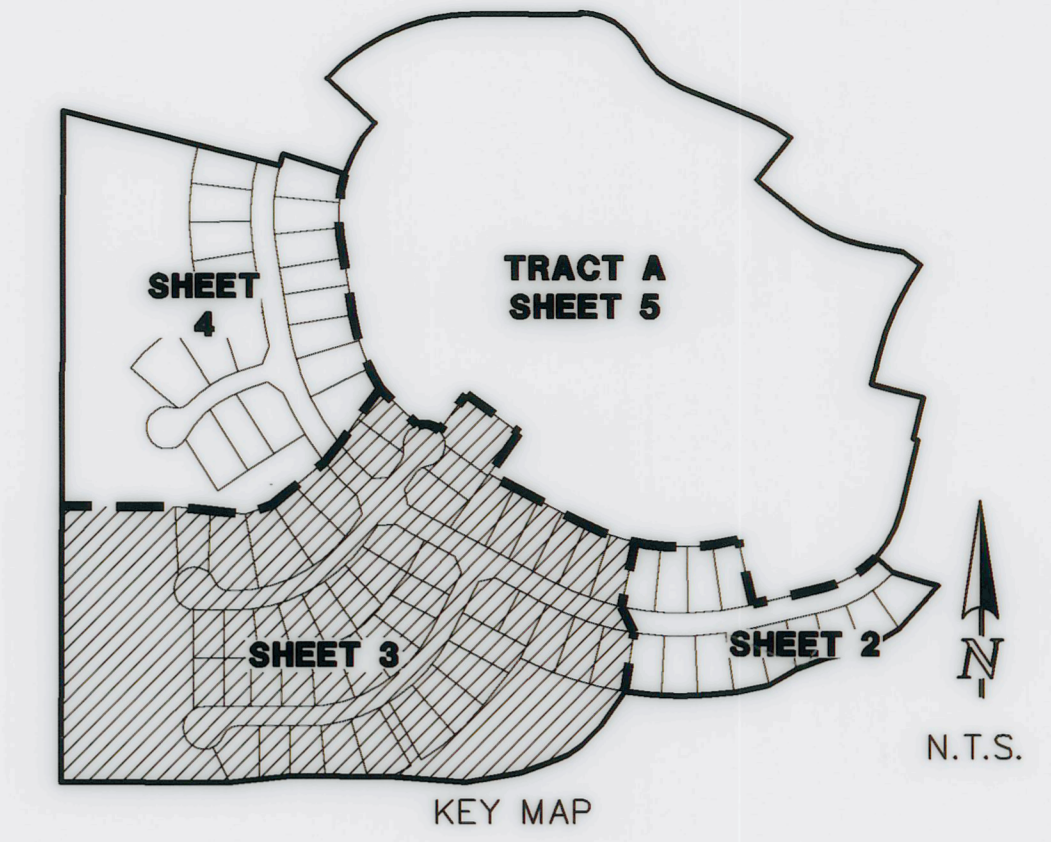 TRACT A
SHEET 5
SHEET
4
SHEET 3
SHEET 2
N
N.T.S.
KEY MAP